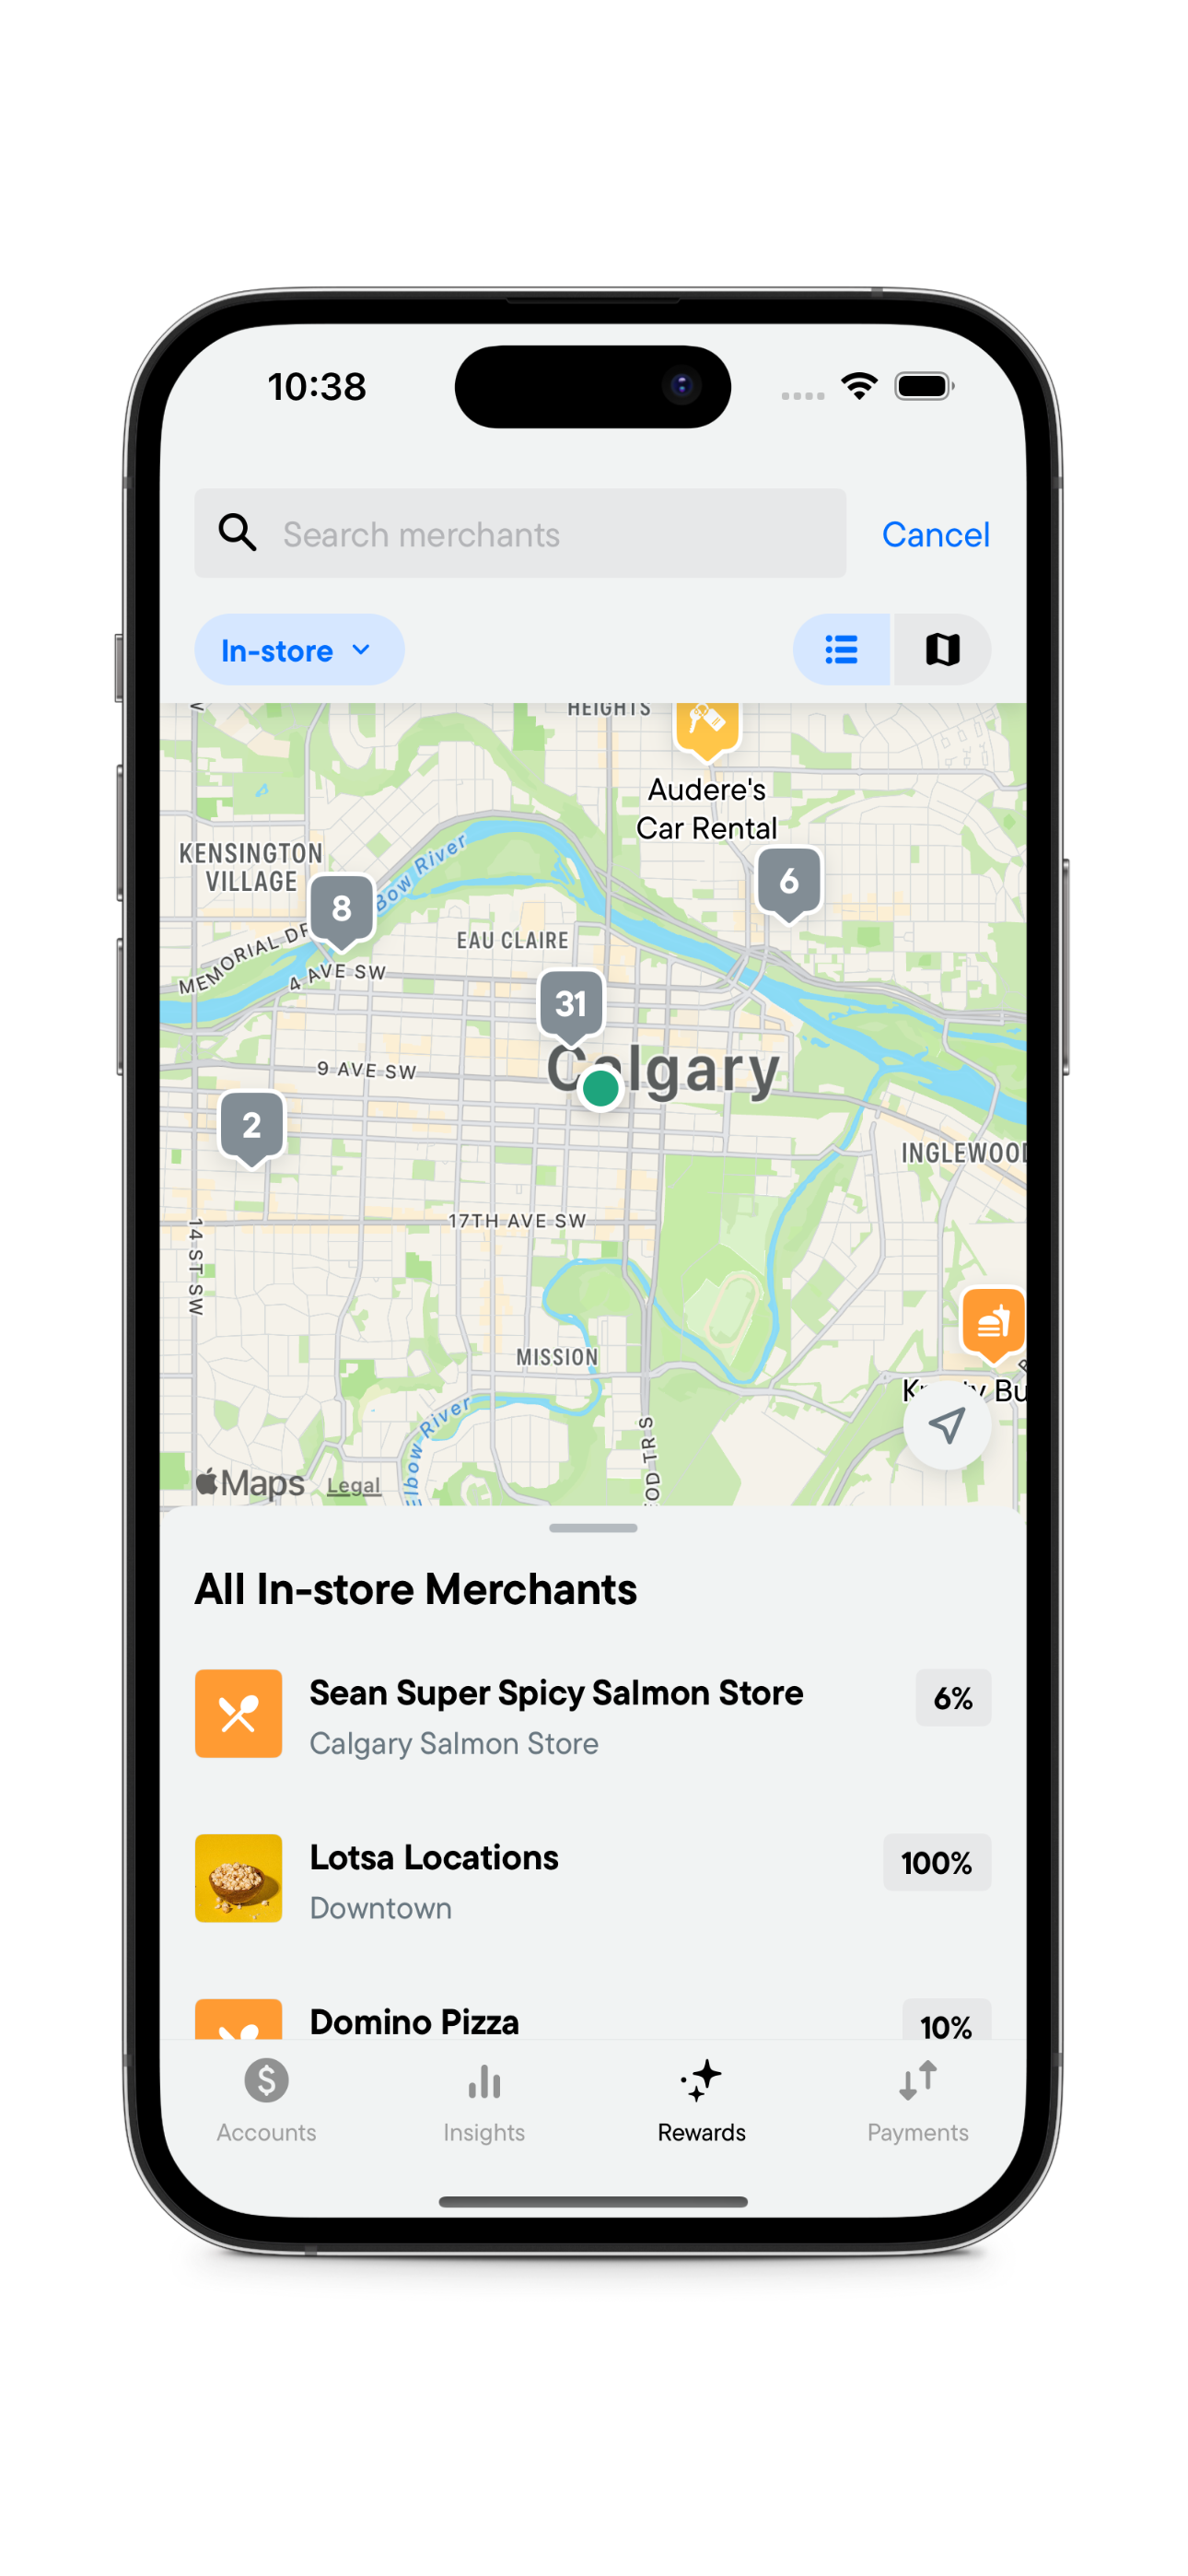 10:38
Search merchants
Cancel
In-store
HEIGHTS
Audere's
Car Rental
KENSINGTON
VILLAGE
Bow River
6
8
EAU CLAIRE
MEMORIAL DR
4 AVE SW
31
Calgary
9 AVE SW
2
INGLEWOOD
17TH AVE SW
14 ST SW
MISSION
Bu
Elbow River
OD TR S
Maps
Legal
All In-store Merchants
Sean Super Spicy Salmon Store
6%
Calgary Salmon Store
Lotsa Locations
100%
Downtown
Domino Pizza
10%
Accounts
Insights
Rewards
Payments